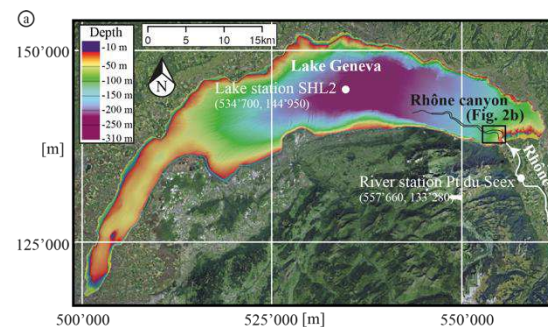 a
Depth
-10 m
-50 m
-100 m
-150 m
-200 m
-250 m
-310 m
0 5 15km
N
150’000
[m]
125’000
Lake Geneva
Lake station SHL2
(534'700, 144'950)
Rhône canyon
(Fig. 2b)
Rhône
River station Pt du Scex
(557'660, 133'280)
500’000
525’000 [m]
550’000